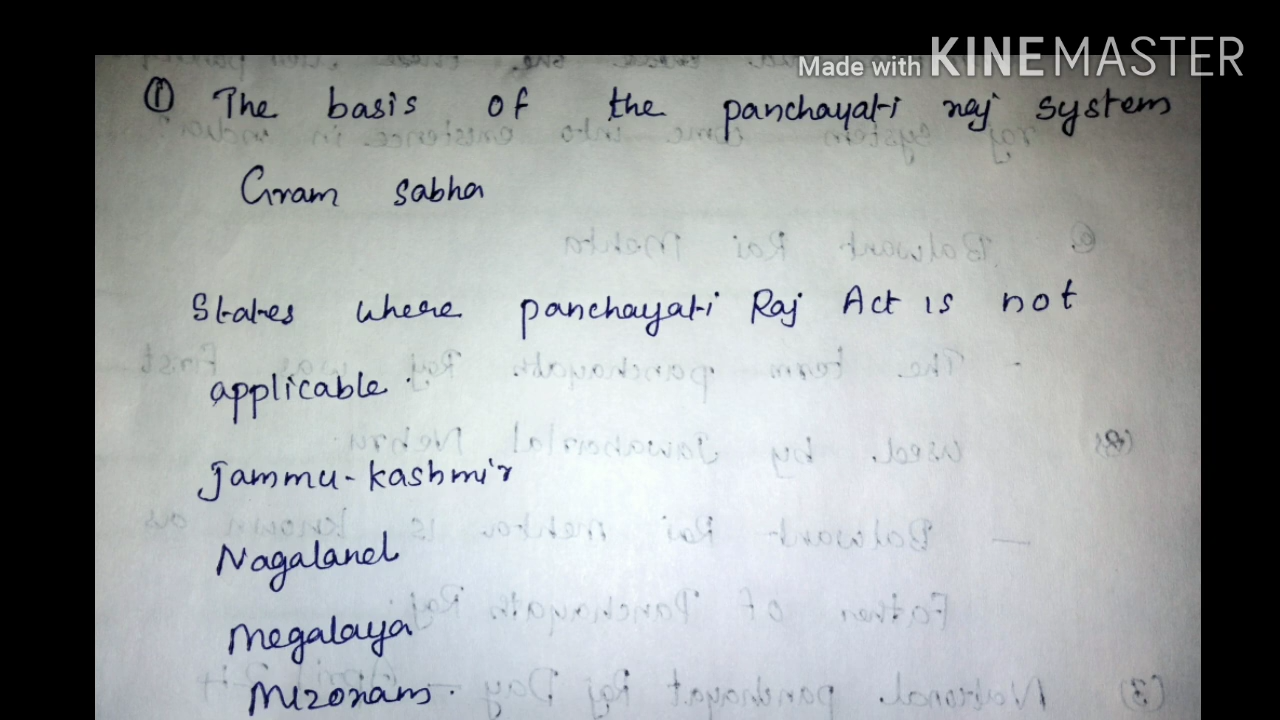 Made with KINEMASTER
① The basis of the panchayati raj system
Gram sabha
States where panchayati Raj Act is not
applicable.
Jammu-kashmir
Nagaland
Megalaya
Mizoram.